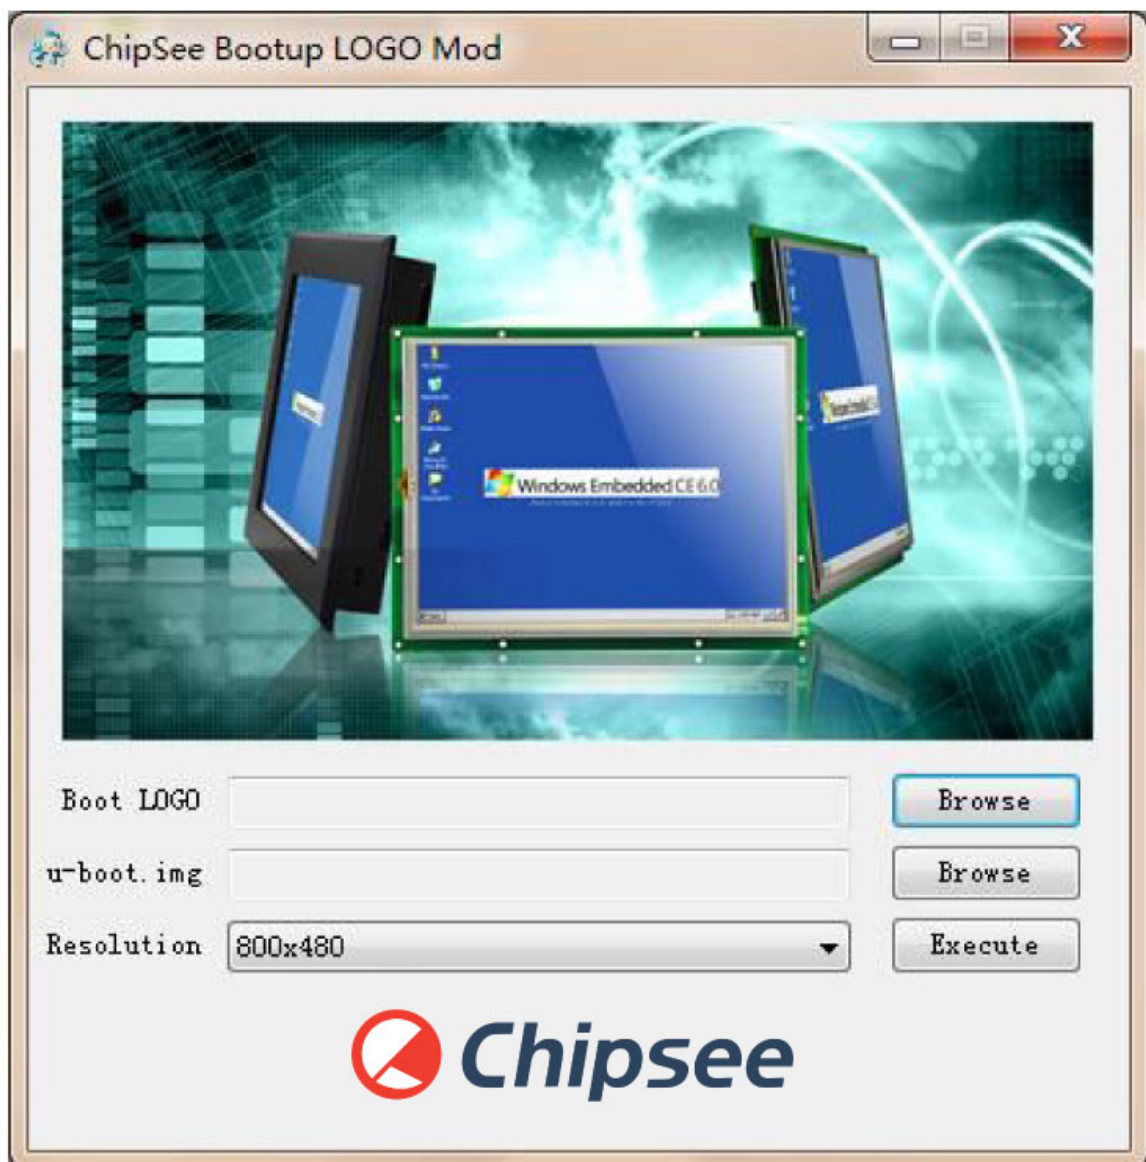 ChipSee Bootup LOGO Mod
Windows Embedded CE 6.0
Boot LOGO
Browse
u-boot.img
Browse
Resolution
800x480
Execute
Chipsee